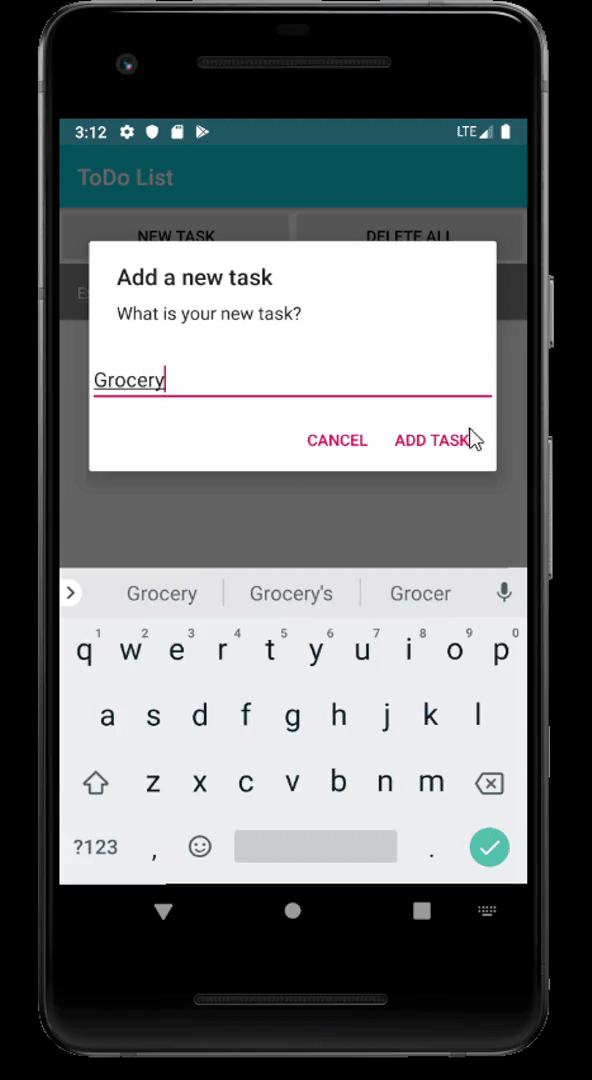 3:12 LTE
ToDo List
NEW TASK DELETE ALL
Add a new task
What is your new task?
Grocery
CANCEL ADD TASK
Grocery Grocery's Grocer
1 2 3 4 5 6 7 8 9 0
q w e r t y u i o p
a s d f g h j k l
z x c v b n m
?123 , .